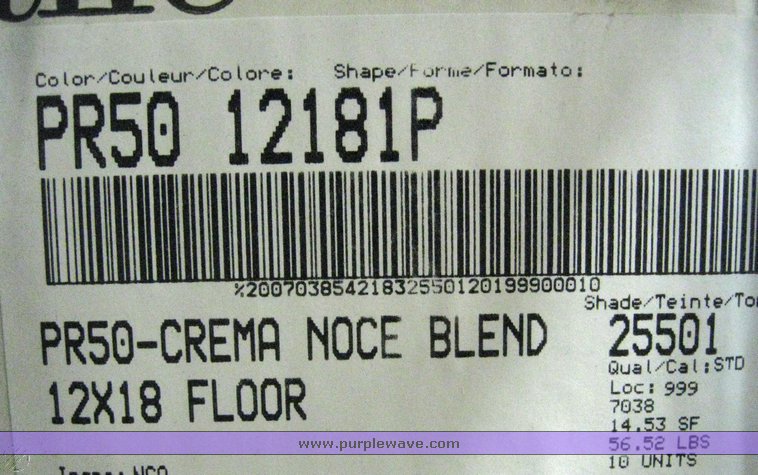 Color/Couleur/Colore: Shape/Forme/Formato:
PR50 12181P
%2007038542183255012019990001O
Shade/Teinte/To
PR50-CREMA NOCE BLEND
25501
Qual/Cal:STD
12X18 FLOOR
Loc: 999
7038
14.53 SF
www.purplewave.com
56.52 LBS
10 UNITS